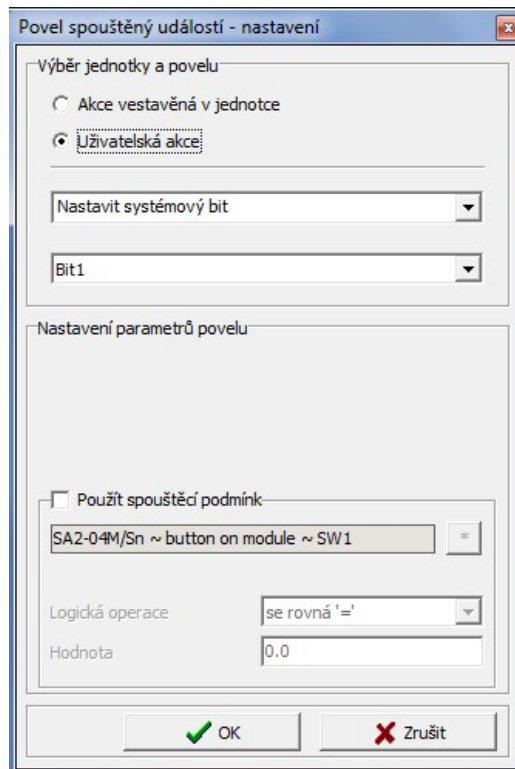 Povel spouštěný událostí - nastavení
Výběr jednotky a povelu
Akce vestavěná v jednotce
Uživatelská akce
Nastavit systémový bit
Bit1
Nastavení parametrů povelu
Použít spouštěcí podmínk
SA2-04M/Sn ~ button on module ~ SW1
*
Logická operace
se rovná '='
Hodnota
0.0
OK
Zrušit